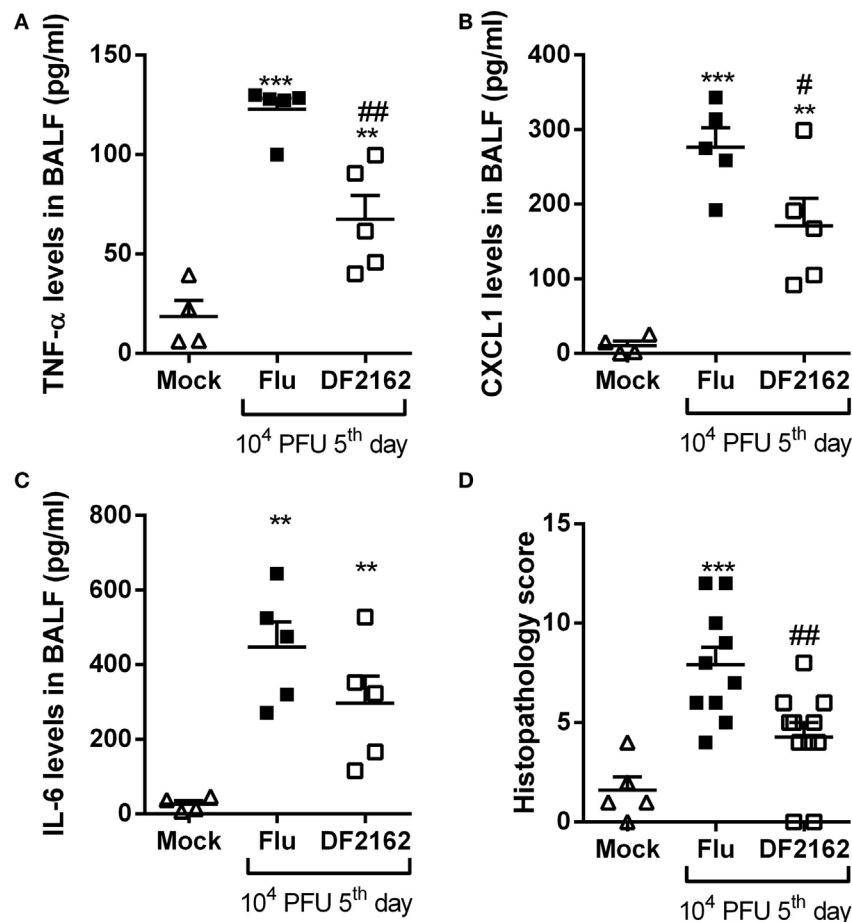 A
TNF-α levels in BALF (pg/ml)
150
100
50
0
***
##
**
Mock Flu DF2162
10⁴ PFU 5ᵗʰ day
B
CXCL1 levels in BALF (pg/ml)
400
300
200
100
0
***
#
**
Mock Flu DF2162
10⁴ PFU 5ᵗʰ day
C
IL-6 levels in BALF (pg/ml)
800
600
400
200
0
**
**
Mock Flu DF2162
10⁴ PFU 5ᵗʰ day
D
Histopathology score
15
10
5
0
***
##
Mock Flu DF2162
10⁴ PFU 5ᵗʰ day